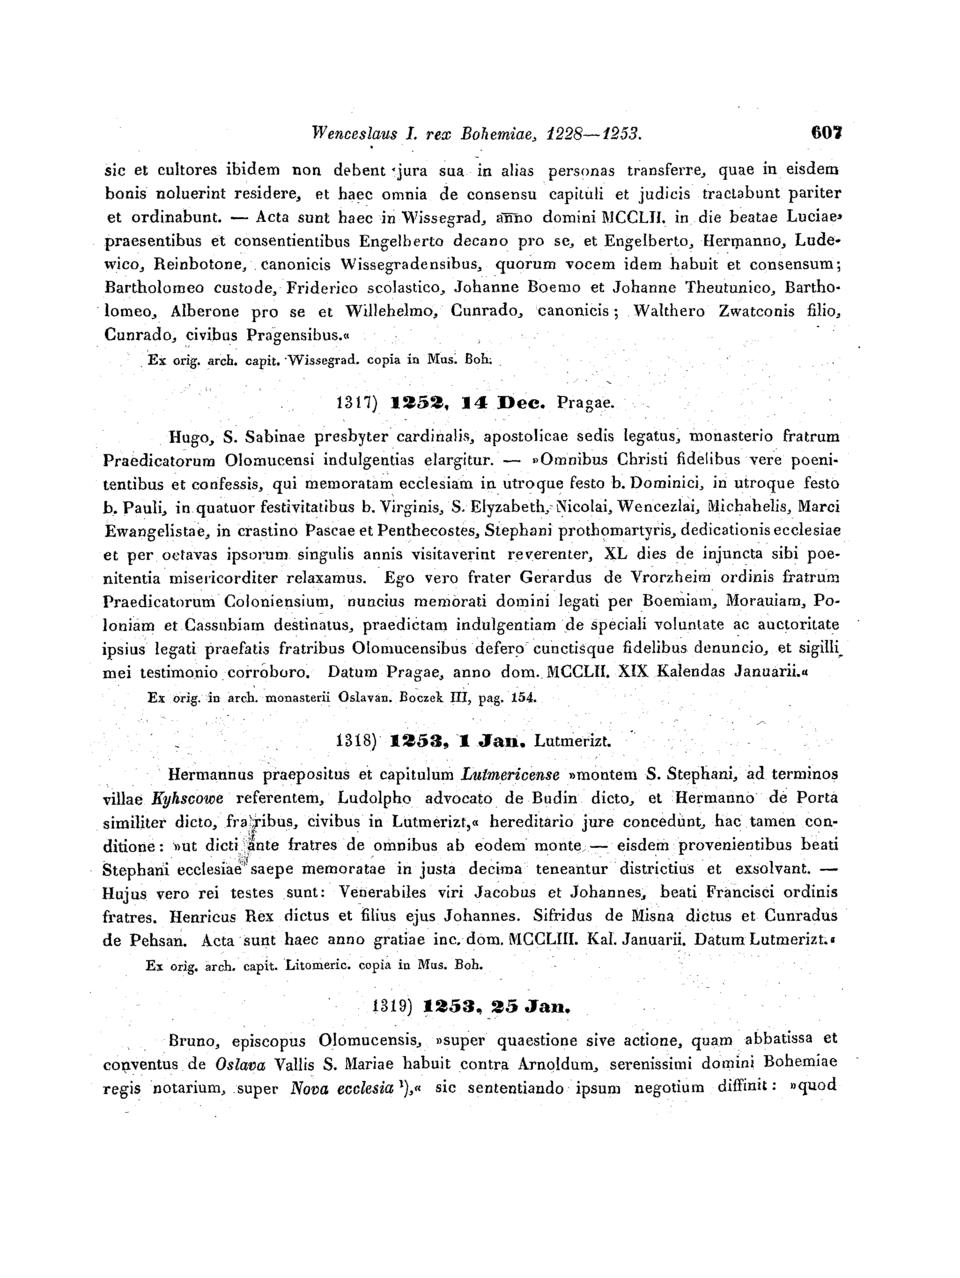 Wenceslaus I. rex Bohemiae, 1228—1253. 607
sic et cultores ibidem non debent jura sua in alias personas transferre, quae in eisdem
bonis noluerint residere, et haec omnia de consensu capituli et judicis tractabunt pariter
et ordinabunt. — Acta sunt haec in Wissegrad, anno domini MCCLII. in die beatae Luciae,
praesentibus et consentientibus Engelberto decano pro se, et Engelberto, Hermanno, Lude-
wico, Reinbotone, canonicis Wissegradensibus, quorum vocem idem habuit et consensum;
Bartholomeo custode, Friderico scolastico, Johanne Boemo et Johanne Theutunico, Bartho-
lomeo, Alberone pro se et Willehelmo, Cunrado, canonicis; Walthero Zwatconis filio,
Cunrado, civibus Pragensibus.«
Ex orig. arch. capit. Wissegrad. copia in Mus. Boh.
1317) 1252, 14 Dec. Pragae.
Hugo, S. Sabinae presbyter cardinalis, apostolicae sedis legatus, monasterio fratrum
Praedicatorum Olomucensi indulgentias elargitur. — »Omnibus Christi fidelibus vere poeni-
tentibus et confessis, qui memoratam ecclesiam in utroque festo b. Dominici, in utroque festo
b. Pauli, in quatuor festivitatibus b. Virginis, S. Elyzabeth, Nicolai, Wencezlai, Michahelis, Marci
Ewangelistae, in crastino Pascae et Penthecostes, Stephani prothomartyris, dedicationis ecclesiae
et per octavas ipsorum singulis annis visitaverint reverenter, XL dies de injuncta sibi poe-
nitentia misericorditer relaxamus. Ego vero frater Gerardus de Vrorzheim ordinis fratrum
Praedicatorum Coloniensium, nuncius memorati domini legati per Boemiam, Morauiam, Po-
loniam et Cassubiam destinatus, praedictam indulgentiam de speciali voluntate ac auctoritate
ipsius legati praefatis fratribus Olomucensibus defero cunctisque fidelibus denuncio, et sigilli
mei testimonio corroboro. Datum Pragae, anno dom. MCCLII. XIX Kalendas Januarii.«
Ex orig. in arch. monasterii Oslavan. Boczek III, pag. 154.
1318) 1253, 1 Jan. Lutmerizt.
Hermannus praepositus et capitulum Lutmericense »montem S. Stephani, ad terminos
villae Kyhscowe referentem, Ludolpho advocato de Budin dicto, et Hermanno de Porta
similiter dicto, fratribus, civibus in Lutmerizt,« hereditario jure concedunt, hac tamen con-
ditione: »ut dicti ante fratres de omnibus ab eodem monte — eisdem provenientibus beati
Stephani ecclesiae saepe memoratae in justa decima teneantur districtius et exsolvant. —
Hujus vero rei testes sunt: Venerabiles viri Jacobus et Johannes, beati Francisci ordinis
fratres. Henricus Rex dictus et filius ejus Johannes. Sifridus de Misna dictus et Cunradus
de Pehsan. Acta sunt haec anno gratiae inc. dom. MCCLIII. Kal. Januarii. Datum Lutmerizt.«
Ex orig. arch. capit. Litomeric. copia in Mus. Boh.
1319) 1253, 25 Jan.
Bruno, episcopus Olomucensis, »super quaestione sive actione, quam abbatissa et
conventus de Oslava Vallis S. Mariae habuit contra Arnoldum, serenissimi domini Bohemiae
regis notarium, super Nova ecclesia ¹),« sic sententiando ipsum negotium diffinit: »quod